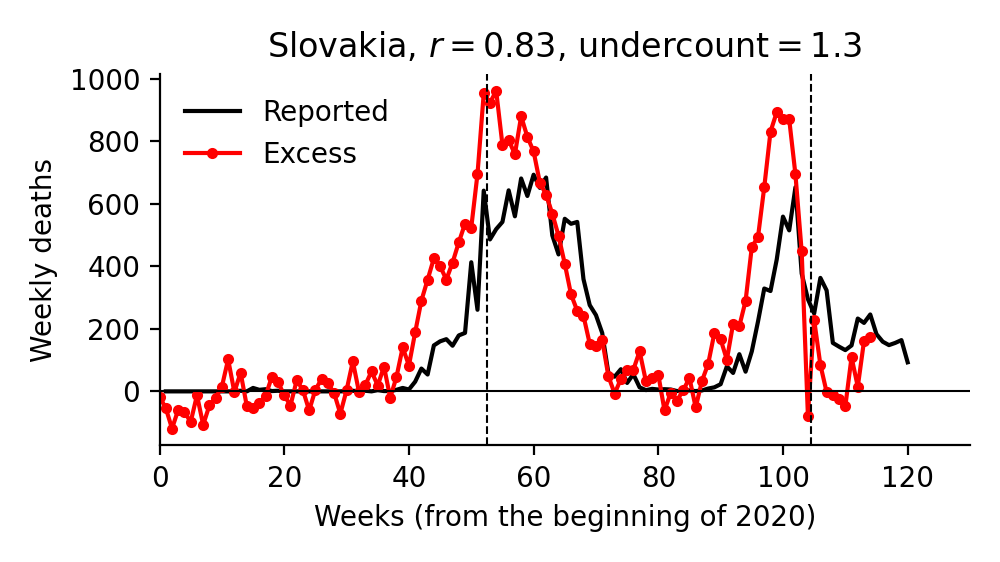 Slovakia, r = 0.83, undercount = 1.3
Reported
Excess
Weekly deaths
1000
800
600
400
200
0
0 20 40 60 80 100 120
Weeks (from the beginning of 2020)